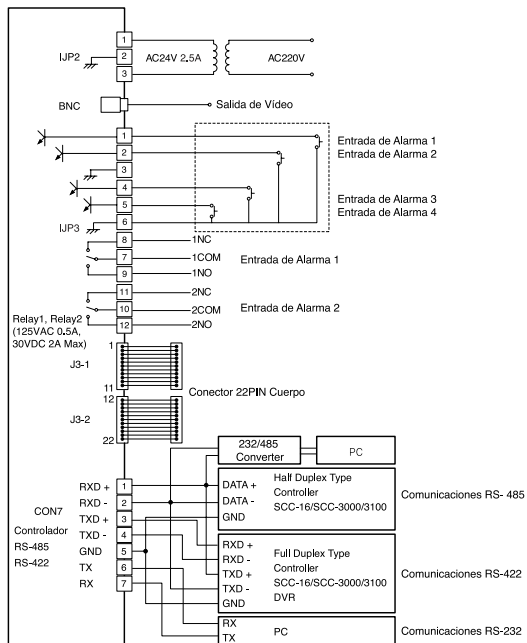 1
IJP2
2
AC24V 2.5A
AC220V
3
BNC
Salida de Vídeo
1
Entrada de Alarma 1
2
Entrada de Alarma 2
3
4
Entrada de Alarma 3
5
Entrada de Alarma 4
IJP3
6
8
1NC
7
1COM
Entrada de Alarma 1
9
1NO
11
2NC
10
2COM
Entrada de Alarma 2
12
2NO
Relay1, Relay2
(125VAC 0.5A,
30VDC 2A Max)
1
J3-1
11
Conector 22PIN Cuerpo
12
J3-2
22
232/485
Converter
PC
RXD +
1
RXD -
2
TXD +
3
TXD -
4
GND
5
TX
6
RX
7
CON7
Controlador
RS-485
RS-422
DATA +
DATA -
GND
Half Duplex Type
Controller
SCC-16/SCC-3000/3100
Comunicaciones RS- 485
RXD +
RXD -
TXD +
TXD -
GND
Full Duplex Type
Controller
SCC-16/SCC-3000/3100
DVR
Comunicaciones RS-422
RX
TX
PC
Comunicaciones RS-232